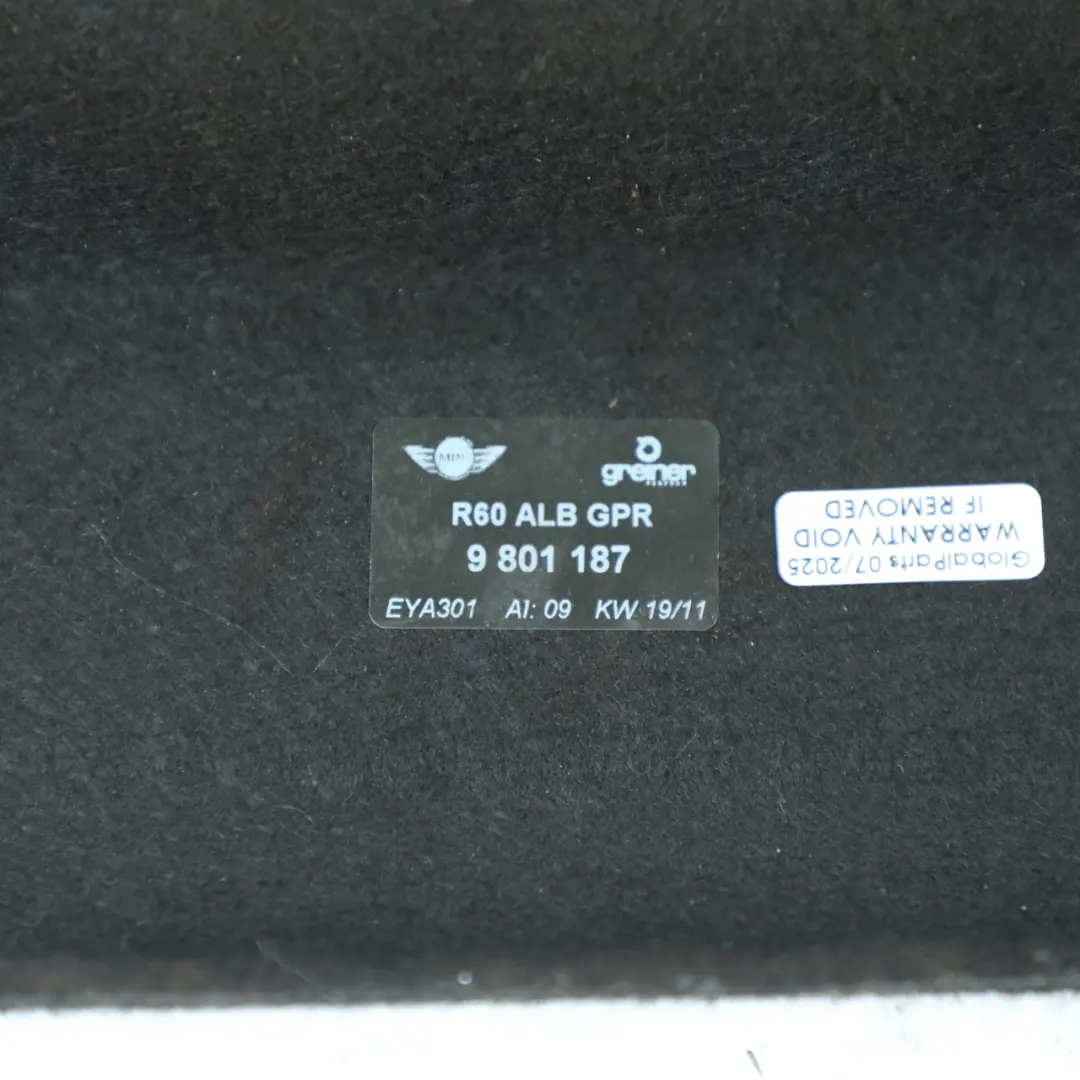 MINI
greiner
R60 ALB GPR
9 801 187
EYA301 AI: 09 KW 19/11
GlobalParts 07/2025
WARRANTY VOID
IF REMOVED